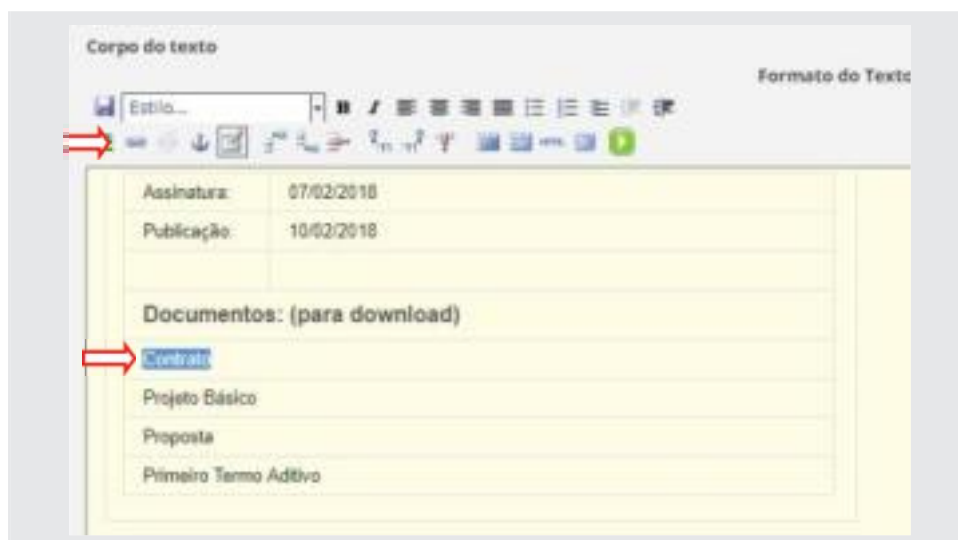 Corpo do texto
Formato do Texto
Estilo...
B I
Assinatura: 07/02/2018
Publicação: 10/02/2018
Documentos: (para download)
Contrato
Projeto Básico
Proposta
Primeiro Termo Aditivo